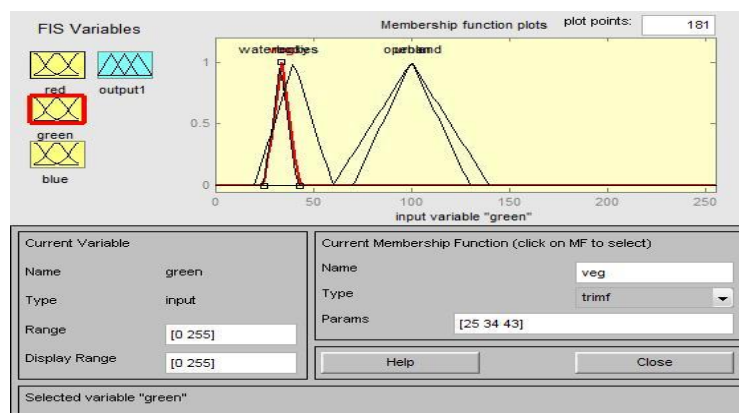 FIS Variables
Membership function plots
plot points:
181
red
output1
green
blue
1
0.5
0
0
50
100
150
200
250
input variable "green"
Current Variable
Name
green
Type
input
Range
[0 255]
Display Range
[0 255]
Current Membership Function (click on MF to select)
Name
veg
Type
trimf
Params
[25 34 43]
Help
Close
Selected variable "green"